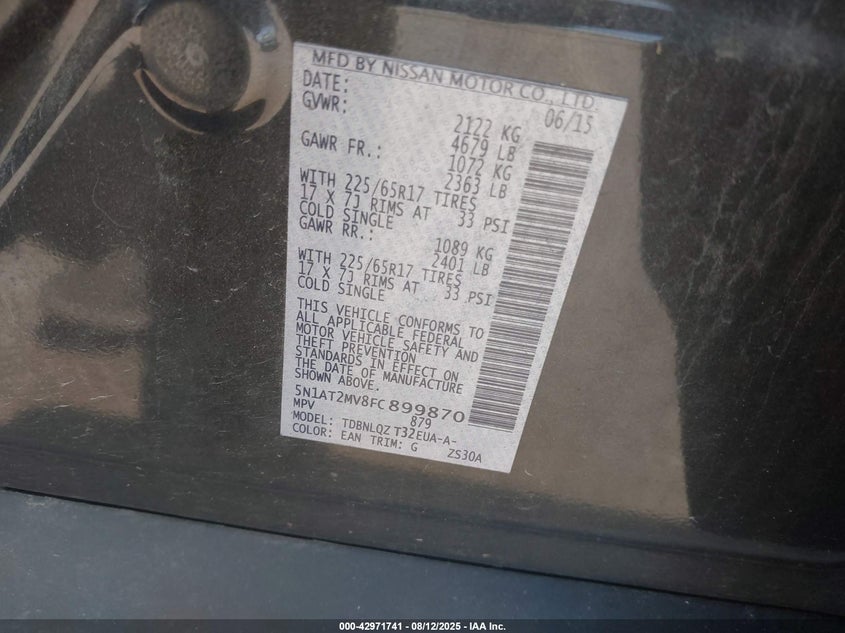 MFD BY NISSAN MOTOR CO., LTD.
DATE: 06/15
GVWR: 2122 KG
4679 LB
GAWR FR.: 1072 KG
2363 LB
WITH 225/65R17 TIRES
17 X 7J RIMS AT 33 PSI
COLD SINGLE
GAWR RR.: 1089 KG
2401 LB
WITH 225/65R17 TIRES
17 X 7J RIMS AT 33 PSI
COLD SINGLE
THIS VEHICLE CONFORMS TO
ALL APPLICABLE FEDERAL
MOTOR VEHICLE SAFETY AND
THEFT PREVENTION
STANDARDS IN EFFECT ON
THE DATE OF MANUFACTURE
SHOWN ABOVE.
5N1AT2MV8FC899870
MPV 879
MODEL: TDBNLQZ T32EUA-A-
COLOR: EAN TRIM: G ZS30A
000-42971741 - 08/12/2025 - IAA Inc.